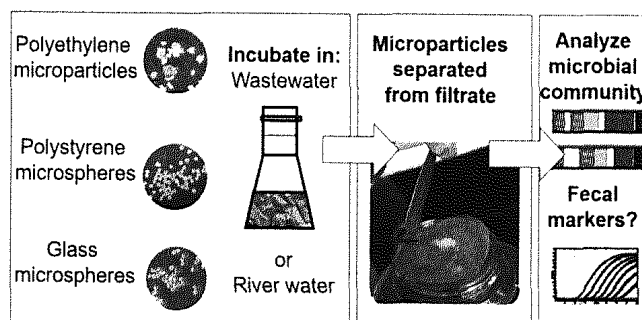 Polyethylene
microparticles
Polystyrene
microspheres
Glass
microspheres
Incubate in:
Wastewater
or
River water
Microparticles
separated
from filtrate
Analyze
microbial
community
Fecal
markers?